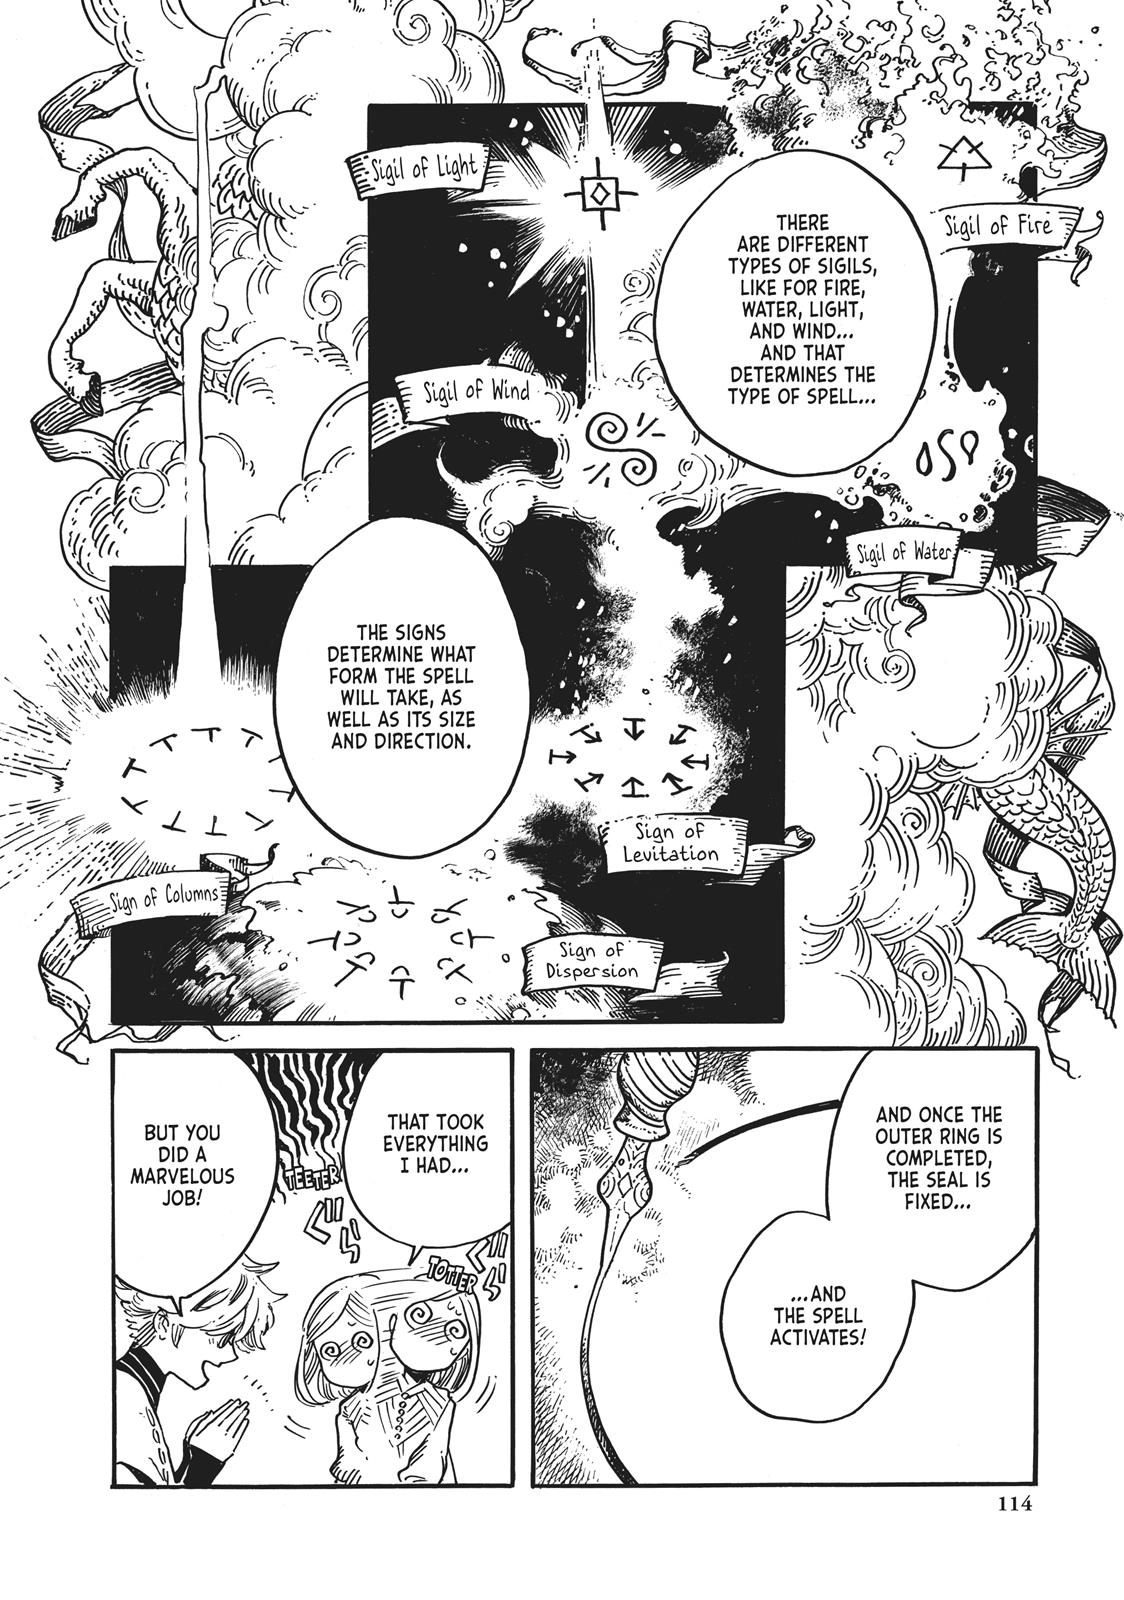 Sigil of Light
Sigil of Fire
THERE
ARE DIFFERENT
TYPES OF SIGILS,
LIKE FOR FIRE,
WATER, LIGHT,
AND WIND...
AND THAT
DETERMINES THE
TYPE OF SPELL...
Sigil of Wind
Sigil of Water
THE SIGNS
DETERMINE WHAT
FORM THE SPELL
WILL TAKE, AS
WELL AS ITS SIZE
AND DIRECTION.
Sign of
Levitation
Sign of Columns
Sign of
Dispersion
AND ONCE THE
OUTER RING IS
COMPLETED,
THE SEAL IS
FIXED...
...AND
THE SPELL
ACTIVATES!
THAT TOOK
EVERYTHING
I HAD...
TEETER
ぐら
TOTTER
ぐら
BUT YOU
DID A
MARVELOUS
JOB!
114